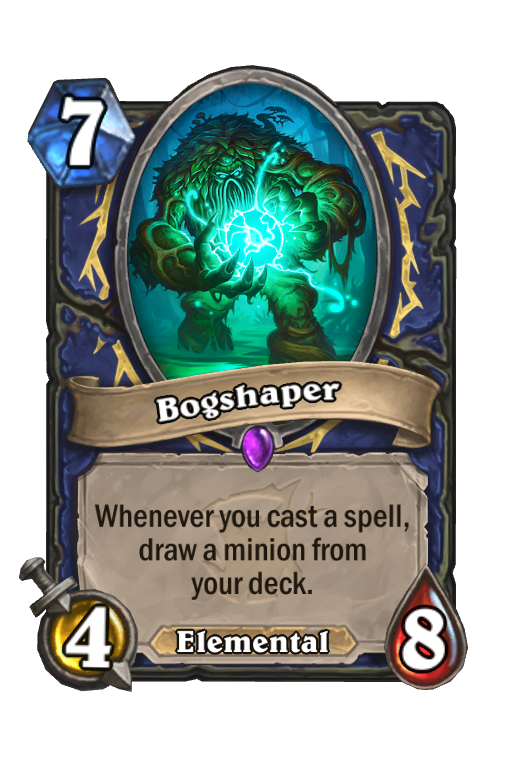 7
Bogshaper
Whenever you cast a spell,
draw a minion from
your deck.
4
Elemental
8